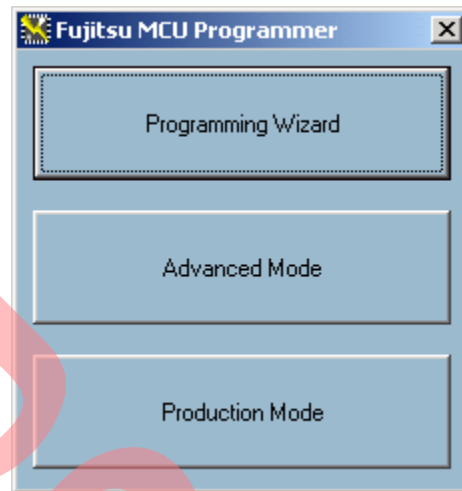 Fujitsu MCU Programmer
Programming Wizard
Advanced Mode
Production Mode